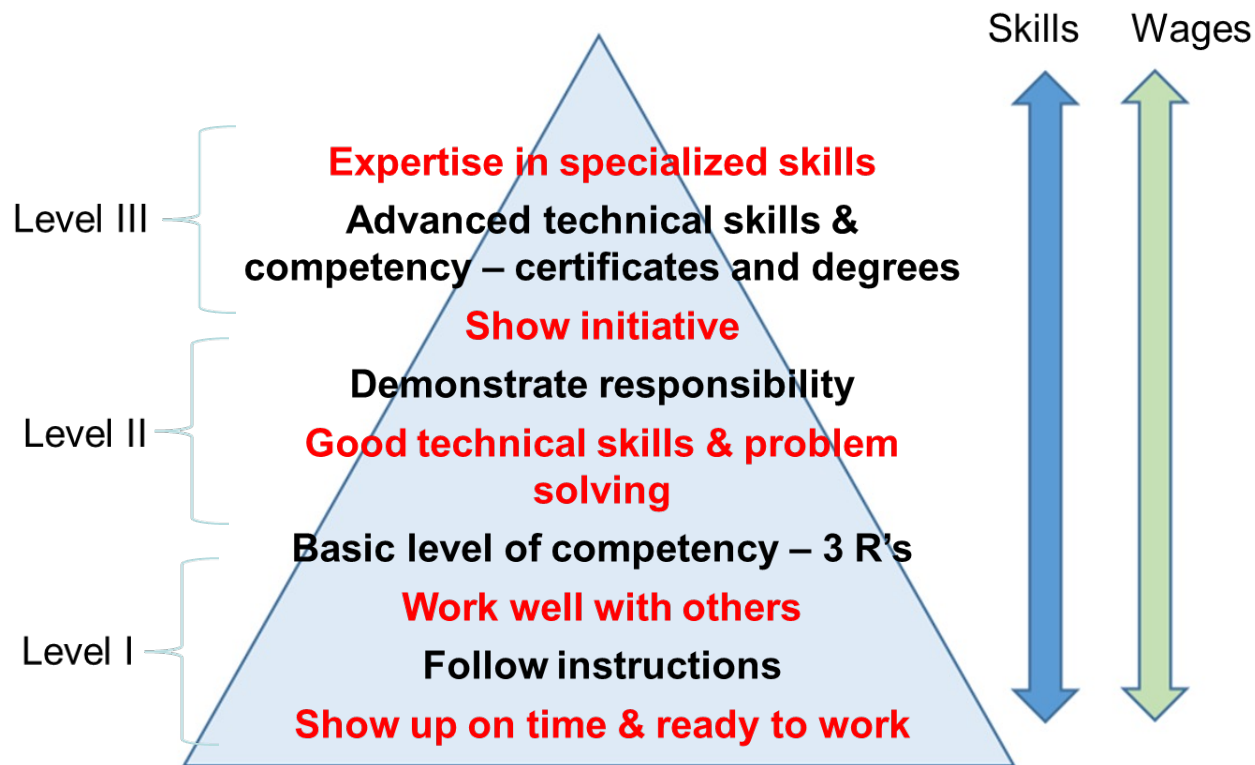 Skills Wages
Expertise in specialized skills
Level III
Advanced technical skills &
competency – certificates and degrees
Show initiative
Demonstrate responsibility
Level II
Good technical skills & problem
solving
Basic level of competency – 3 R’s
Work well with others
Level I
Follow instructions
Show up on time & ready to work